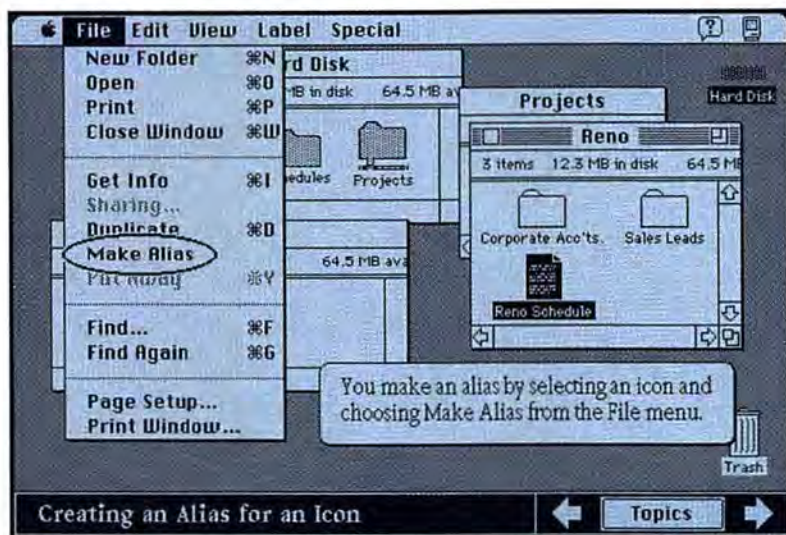 File Edit View Label Special
New Folder ⌘N
Open ⌘O
Print ⌘P
Close Window ⌘W
Get Info ⌘I
Sharing...
Duplicate ⌘D
Make Alias
Put Away ⌘Y
Find... ⌘F
Find Again ⌘G
Page Setup...
Print Window...
rd Disk
MB in disk 64.5 MB av
edules Projects
64.5 MB ava
Projects
Reno
3 items 12.3 MB in disk 64.5 MB
Corporate Acc'ts. Sales Leads
Reno Schedule
Hard Disk
You make an alias by selecting an icon and
choosing Make Alias from the File menu.
Trash
Creating an Alias for an Icon
Topics